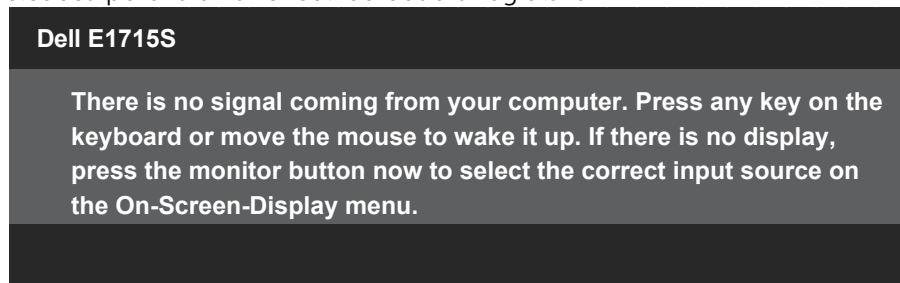 Dell E1715S
There is no signal coming from your computer. Press any key on the
keyboard or move the mouse to wake it up. If there is no display,
press the monitor button now to select the correct input source on
the On-Screen-Display menu.